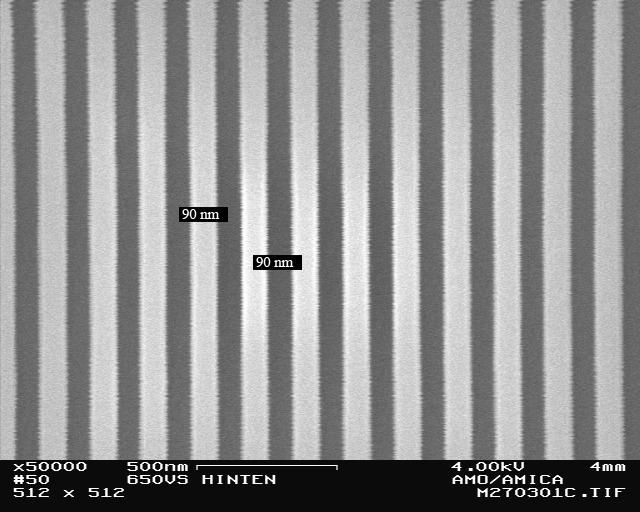 90 nm
90 nm
x50000 500nm 4.00kV 4mm
#50 650VS HINTEN AMO/AMICA
512 x 512 M270301C.TIF